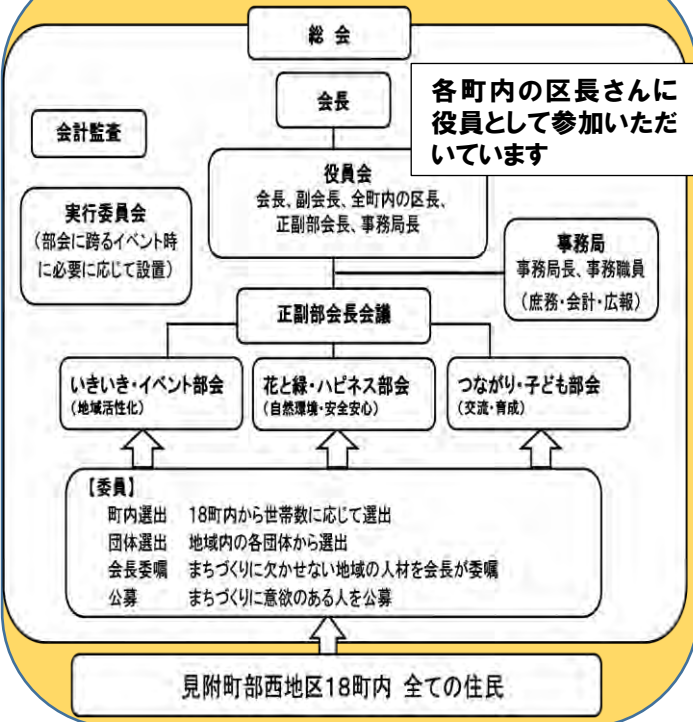 総 会
会長
各町内の区長さんに
役員として参加いただ
いています
会計監査
役員会
会長、副会長、全町内の区長、
正副部会長、事務局長
実行委員会
（部会に跨るイベント時
に必要に応じて設置）
事務局
事務局長、事務職員
（庶務・会計・広報）
正副部会長会議
いきいき・イベント部会
（地域活性化）
花と緑・ハピネス部会
（自然環境・安全安心）
つながり・子ども部会
（交流・育成）
【委員】
町内選出 18町内から世帯数に応じて選出
団体選出 地域内の各団体から選出
会長委嘱 まちづくりに欠かせない地域の人材を会長が委嘱
公募 まちづくりに意欲のある人を公募
見附町部西地区18町内 全ての住民